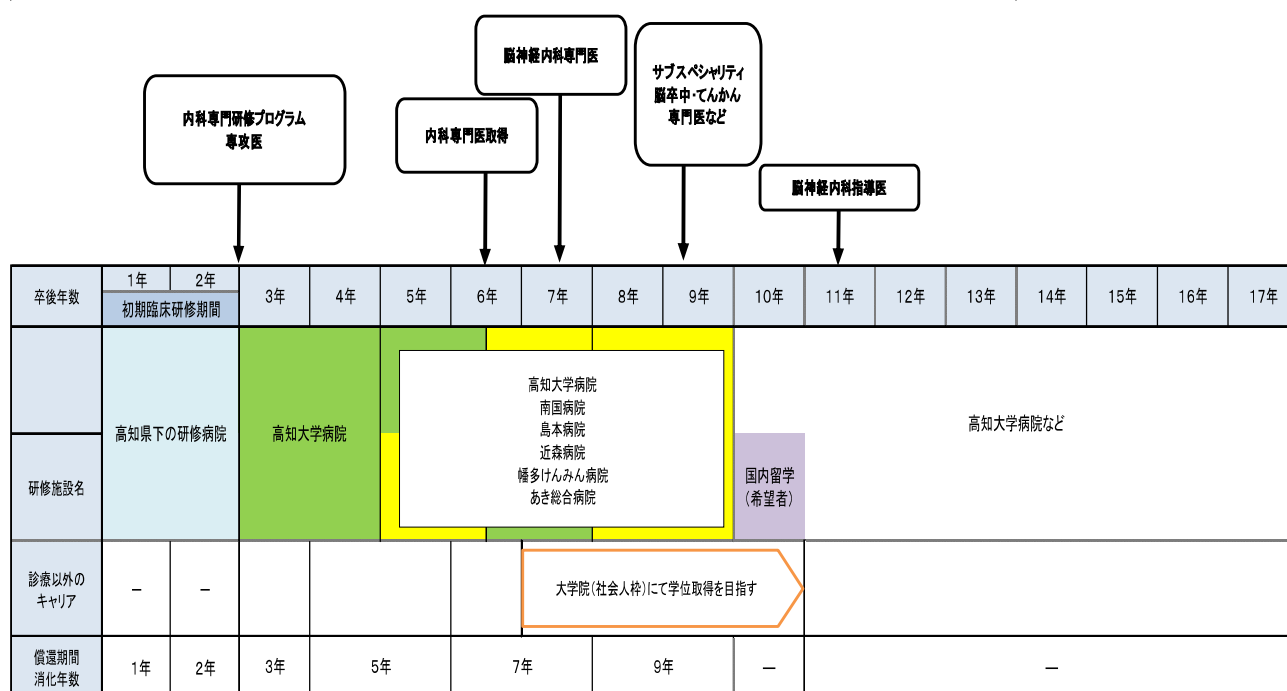 脳神経内科専門医
サブスペシャリティ
脳卒中・てんかん
専門医など
内科専門研修プログラム
専攻医
内科専門医取得
脳神経内科指導医
卒後年数
1年
2年
初期臨床研修期間
3年
4年
5年
6年
7年
8年
9年
10年
11年
12年
13年
14年
15年
16年
17年
研修施設名
高知県下の研修病院
高知大学病院
高知大学病院
南国病院
島本病院
近森病院
幡多けんみん病院
あき総合病院
国内留学
(希望者)
高知大学病院など
診療以外の
キャリア
－
－
大学院(社会人枠)にて学位取得を目指す
償還期間
消化年数
1年
2年
3年
5年
7年
9年
－
－